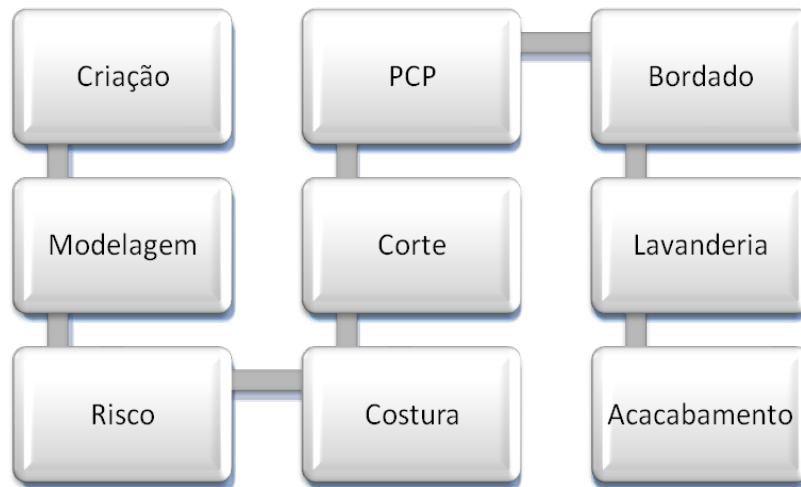 Criação
Modelagem
Risco
Costura
Corte
PCP
Bordado
Lavanderia
Acacabamento